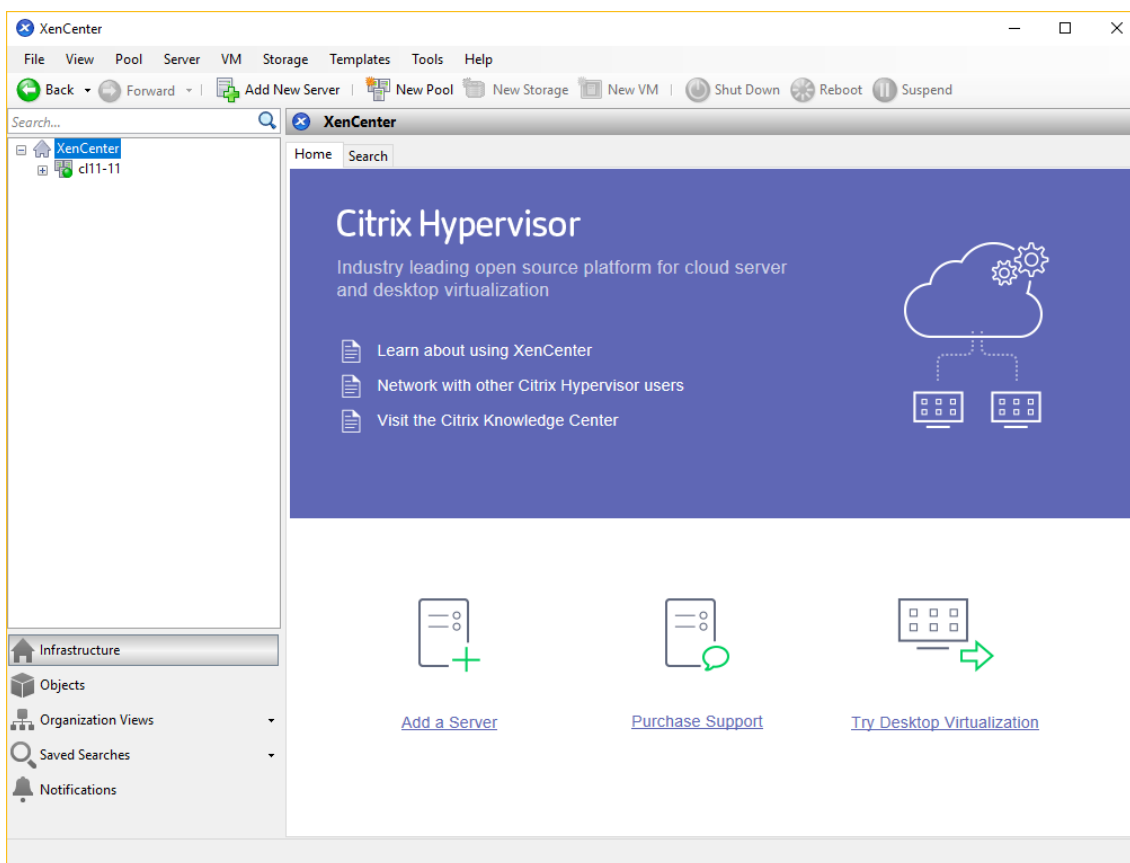 XenCenter
File View Pool Server VM Storage Templates Tools Help
Back Forward Add New Server New Pool New Storage New VM Shut Down Reboot Suspend
Search...
XenCenter
cl11-11
Infrastructure
Objects
Organization Views
Saved Searches
Notifications
XenCenter
Home Search
Citrix Hypervisor
Industry leading open source platform for cloud server
and desktop virtualization
Learn about using XenCenter
Network with other Citrix Hypervisor users
Visit the Citrix Knowledge Center
Add a Server
Purchase Support
Try Desktop Virtualization